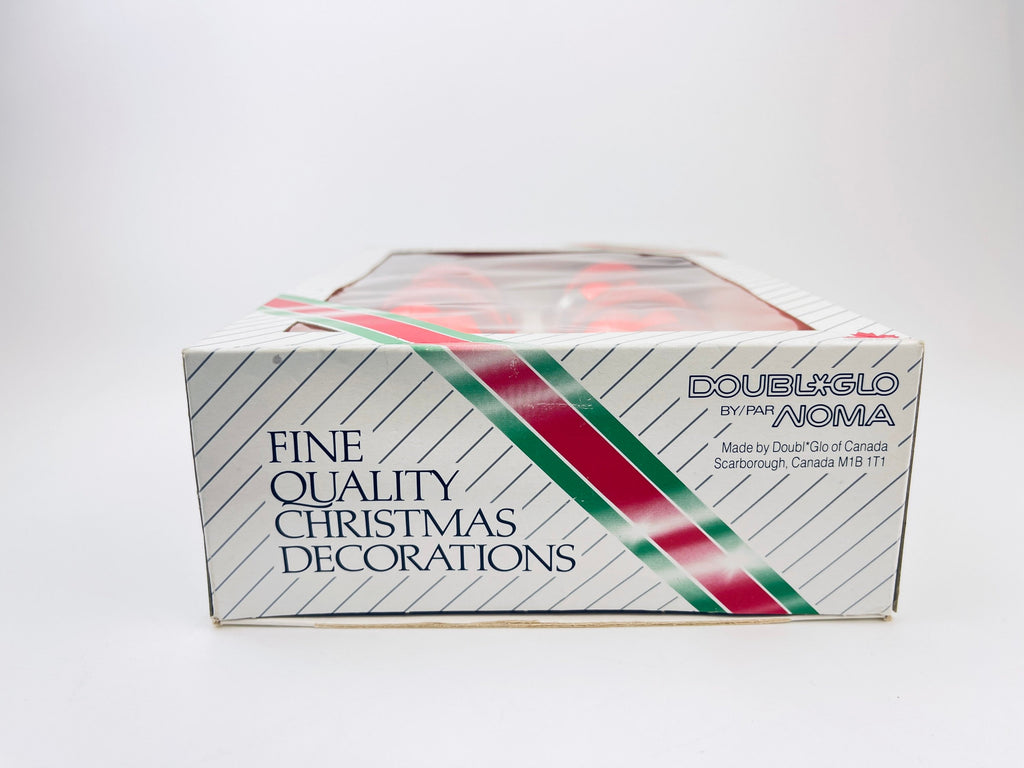 FINE
QUALITY
CHRISTMAS
DECORATIONS
DOUBL*GLO
BY/PAR NOMA
Made by Doubl*Glo of Canada
Scarborough, Canada M1B 1T1